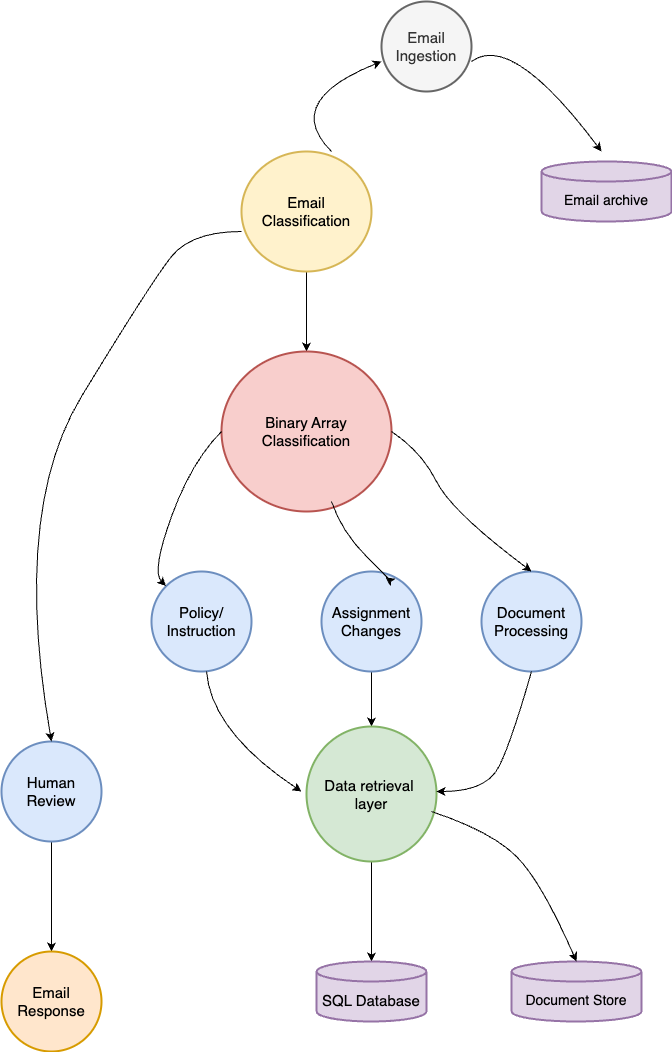 Email
Ingestion
Email archive
Email
Classification
Binary Array
Classification
Policy/
Instruction
Assignment
Changes
Document
Processing
Human
Review
Data retrieval
layer
Email
Response
SQL Database
Document Store